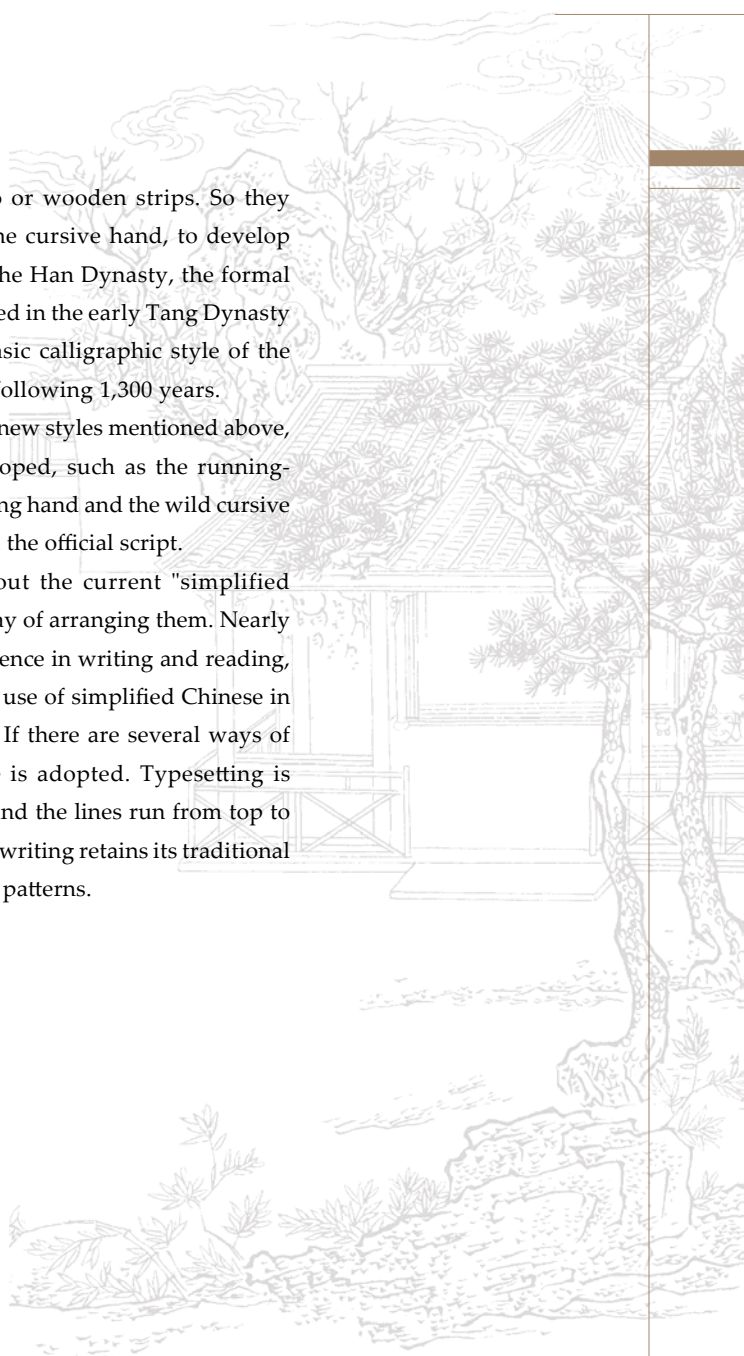 or wooden strips. So they
cursive hand, to develop
he Han Dynasty, the formal
ed in the early Tang Dynasty
sic calligraphic style of the
ollowing 1,300 years.
new styles mentioned above,
oped, such as the running-
ng hand and the wild cursive
the official script.
out the current "simplified
ay of arranging them. Nearly
ence in writing and reading,
use of simplified Chinese in
If there are several ways of
is adopted. Typesetting is
nd the lines run from top to
writing retains its traditional
patterns.